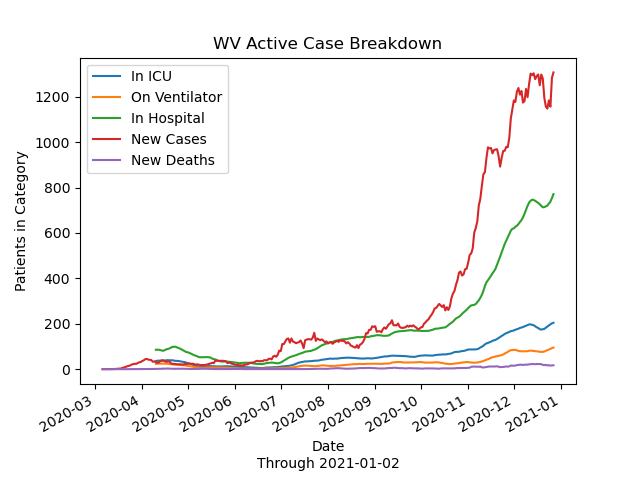 WV Active Case Breakdown
In ICU
On Ventilator
In Hospital
New Cases
New Deaths
Patients in Category
1200
1000
800
600
400
200
0
2020-03
2020-04
2020-05
2020-06
2020-07
2020-08
2020-09
2020-10
2020-11
2020-12
2021-01
Date
Through 2021-01-02